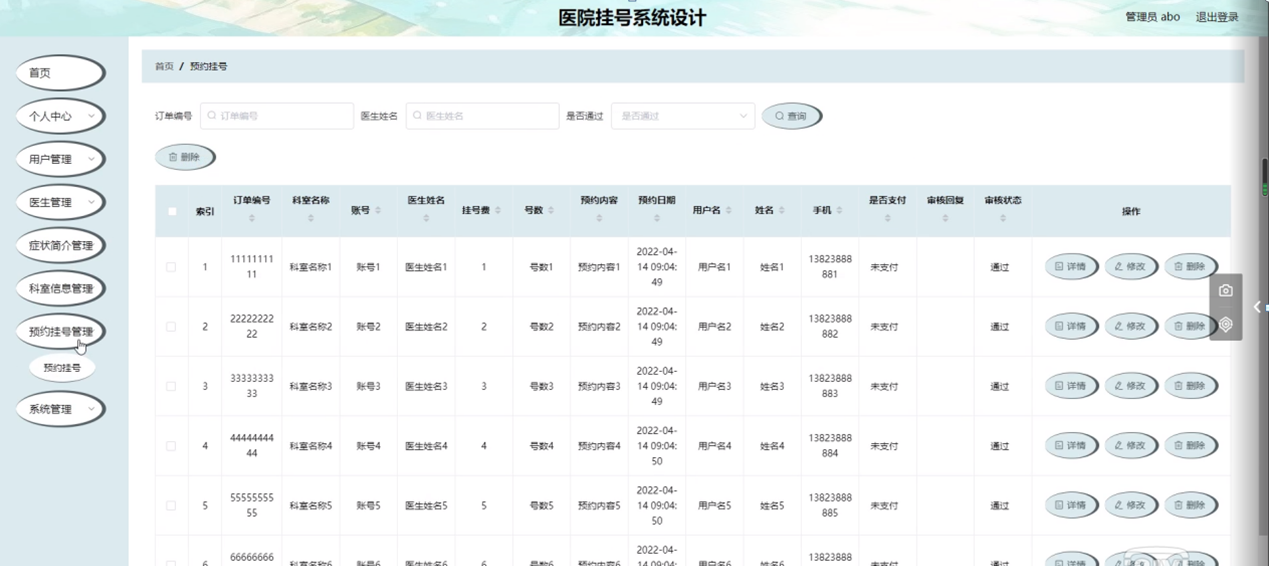 医院挂号系统设计
管理员 abo 退出登录
首页
个人中心
用户管理
医生管理
症状简介管理
科室信息管理
预约挂号管理
预约挂号
系统管理
首页 / 预约挂号
订单编号 订单编号 医生姓名 医生姓名 是否通过 是否通过 查询
删除
索引 订单编号 科室名称 账号 医生姓名 挂号费 号数 预约内容 预约日期 用户名 姓名 手机 是否支付 审核回复 审核状态 操作
1 11111111111 科室名称1 账号1 医生姓名1 1 号数1 预约内容1 2022-04-14 09:04:49 用户名1 姓名1 13823888881 未支付 通过 详情 修改 删除
2 22222222222 科室名称2 账号2 医生姓名2 2 号数2 预约内容2 2022-04-14 09:04:49 用户名2 姓名2 13823888882 未支付 通过 详情 修改 删除
3 33333333333 科室名称3 账号3 医生姓名3 3 号数3 预约内容3 2022-04-14 09:04:49 用户名3 姓名3 13823888883 未支付 通过 详情 修改 删除
4 44444444444 科室名称4 账号4 医生姓名4 4 号数4 预约内容4 2022-04-14 09:04:50 用户名4 姓名4 13823888884 未支付 通过 详情 修改 删除
5 55555555555 科室名称5 账号5 医生姓名5 5 号数5 预约内容5 2022-04-14 09:04:50 用户名5 姓名5 13823888885 未支付 通过 详情 修改 删除
6 66666666 科室名称6 账号6 医生姓名6 6 号数6 预约内容6 2022-04-14 09:04: 用户名6 姓名6 13823888 未支付 通过 详情 修改 删除